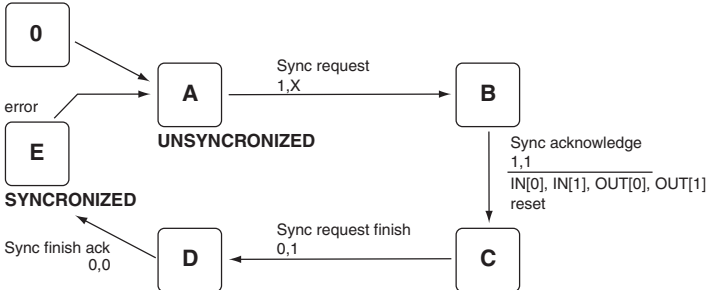 0
Sync request
1,X
A
B
error
UNSYNCRONIZED
E
Sync acknowledge
1,1
IN[0], IN[1], OUT[0], OUT[1]
reset
SYNCRONIZED
Sync request finish
0,1
Sync finish ack
0,0
D
C